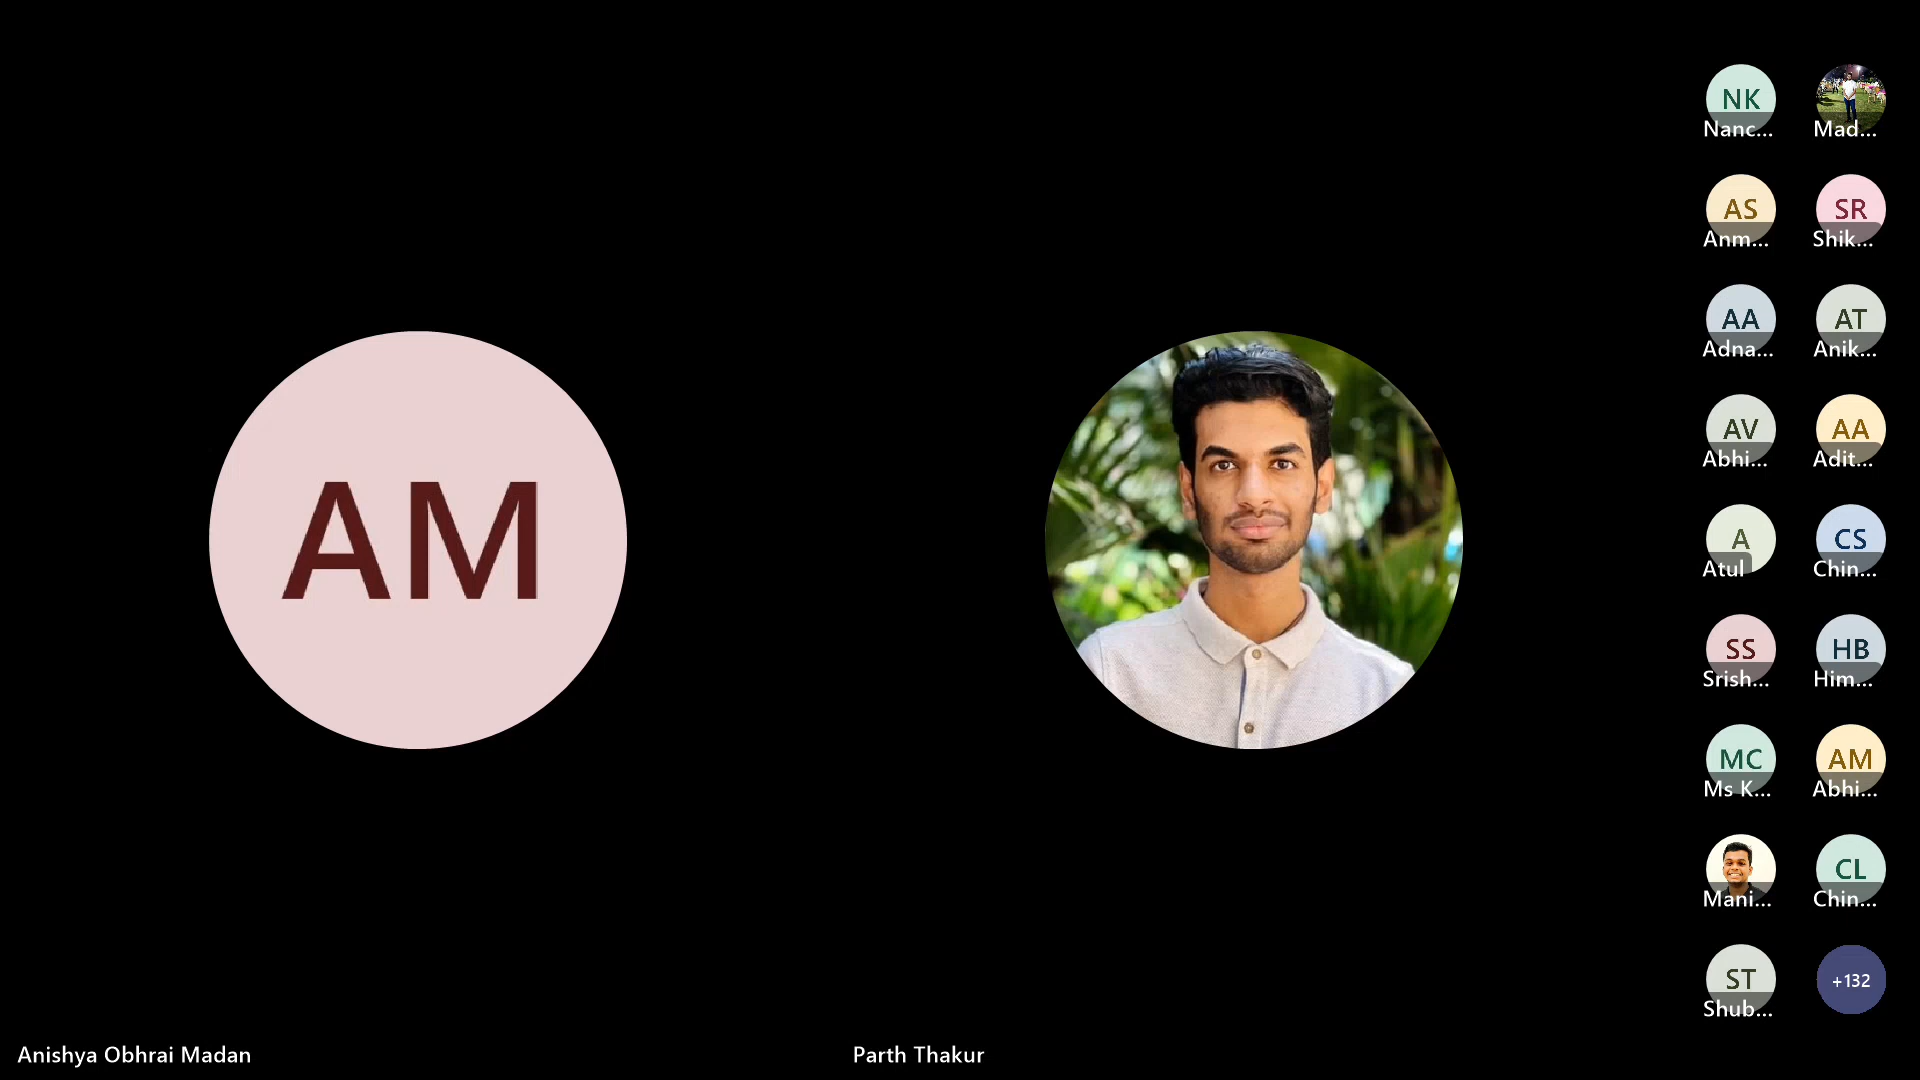 NK
Nanc...
Mad...
AS
Anm...
SR
Shik...
AA
Adna...
AT
Anik...
AV
Abhi...
AA
Adit...
A
Atul
CS
Chin...
SS
Srish...
HB
Him...
MC
Ms K...
AM
Abhi...
Mani...
CL
Chin...
ST
Shub...
+132
AM
Anishya Obhrai Madan
Parth Thakur